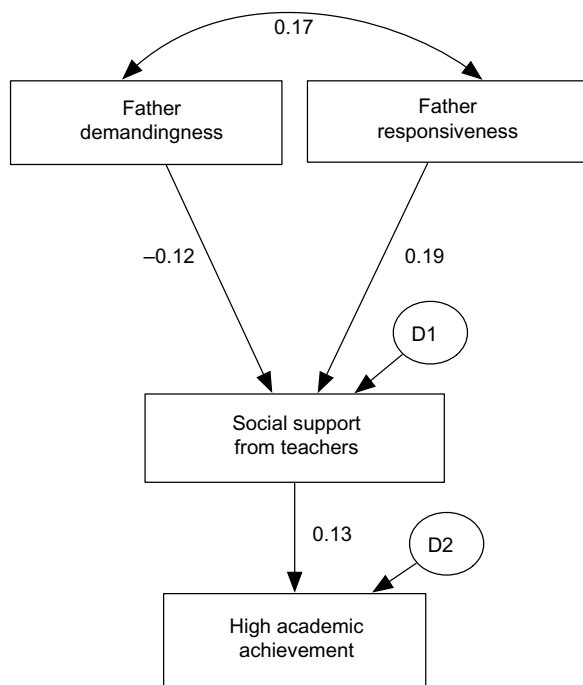 0.17
Father
demandingness
Father
responsiveness
–0.12
0.19
D1
Social support
from teachers
0.13
D2
High academic
achievement